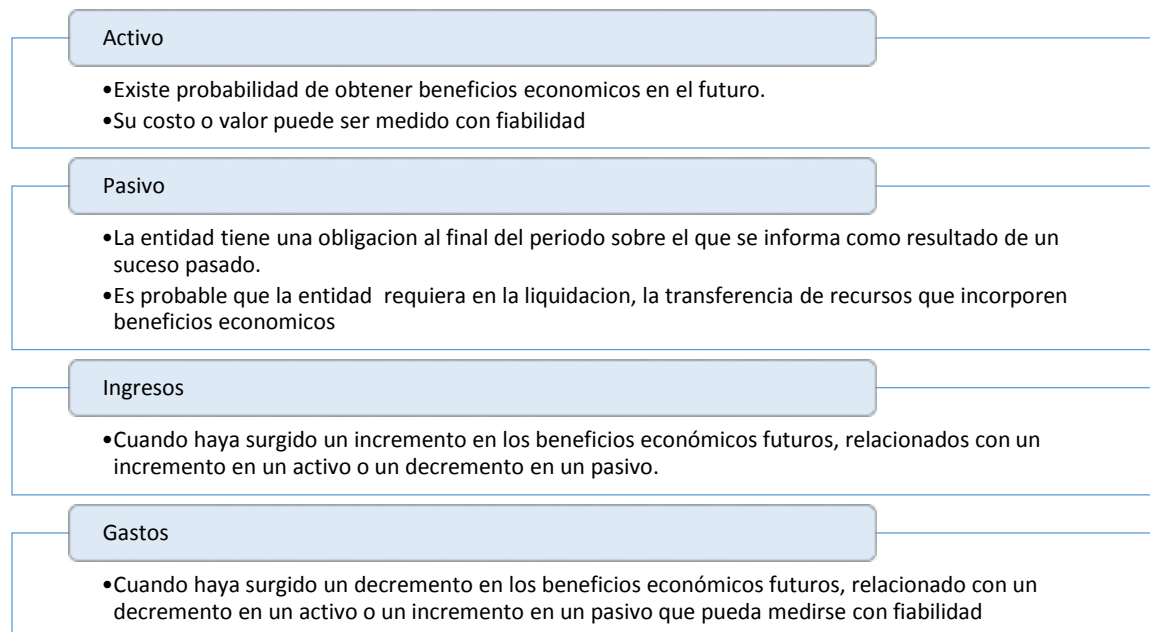 Activo
•Existe probabilidad de obtener beneficios economicos en el futuro.
•Su costo o valor puede ser medido con fiabilidad
Pasivo
•La entidad tiene una obligacion al final del periodo sobre el que se informa como resultado de un
suceso pasado.
•Es probable que la entidad  requiera en la liquidacion, la transferencia de recursos que incorporen
beneficios economicos
Ingresos
•Cuando haya surgido un incremento en los beneficios económicos futuros, relacionados con un
incremento en un activo o un decremento en un pasivo.
Gastos
•Cuando haya surgido un decremento en los beneficios económicos futuros, relacionado con un
decremento en un activo o un incremento en un pasivo que pueda medirse con fiabilidad